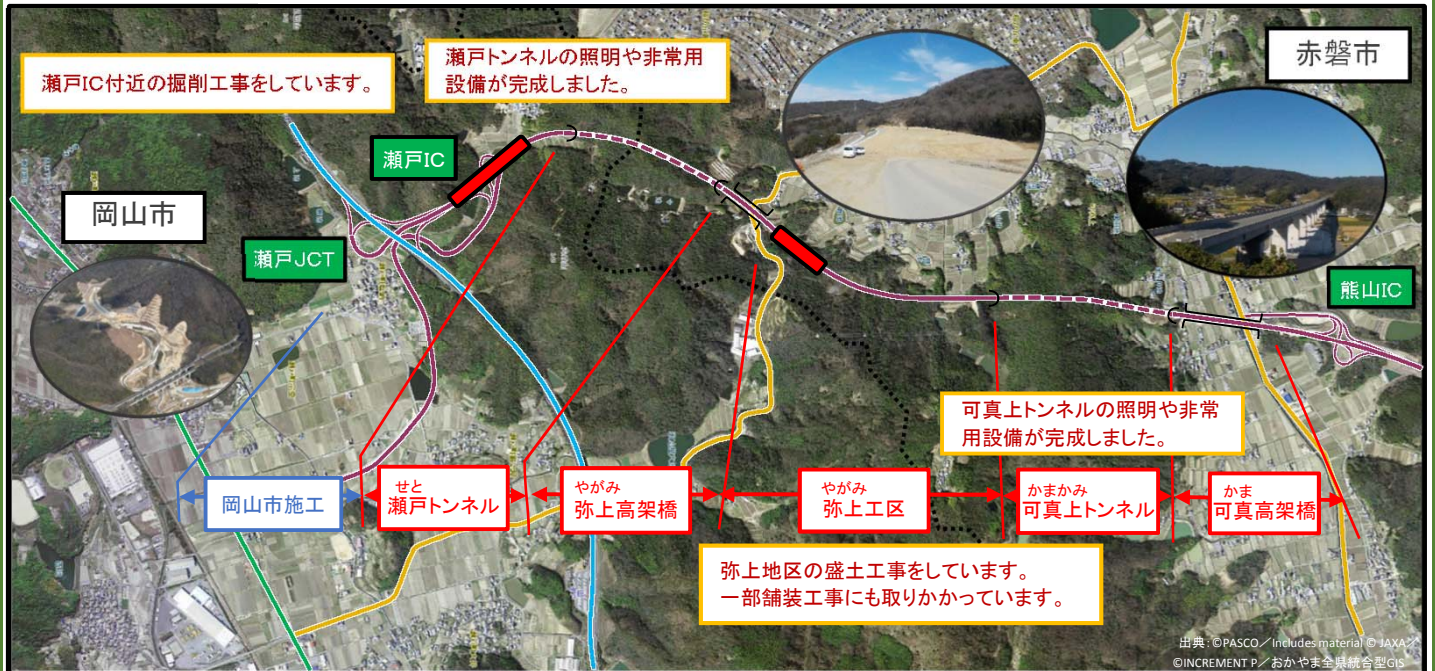 瀬戸IC付近の掘削工事をしています。
瀬戸トンネルの照明や非常用
設備が完成しました。
赤磐市
瀬戸IC
岡山市
瀬戸JCT
熊山IC
可真上トンネルの照明や非常
用設備が完成しました。
岡山市施工
せと
瀬戸トンネル
やがみ
弥上高架橋
やがみ
弥上工区
かまかみ
可真上トンネル
かま
可真高架橋
弥上地区の盛土工事をしています。
一部舗装工事にも取りかかっています。
出典:©PASCO/Includes material © JAXA/
©INCREMENT P/おかやま全県統合型GIS